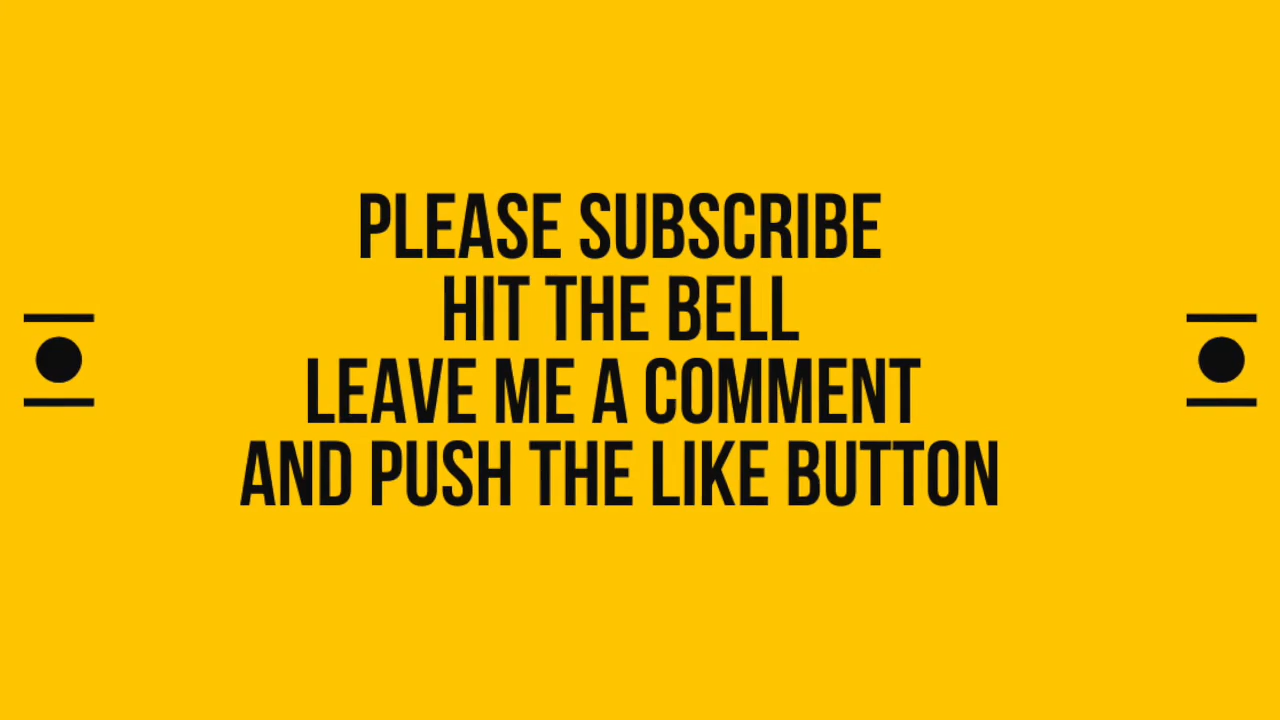 PLEASE SUBSCRIBE
HIT THE BELL
LEAVE ME A COMMENT
AND PUSH THE LIKE BUTTON